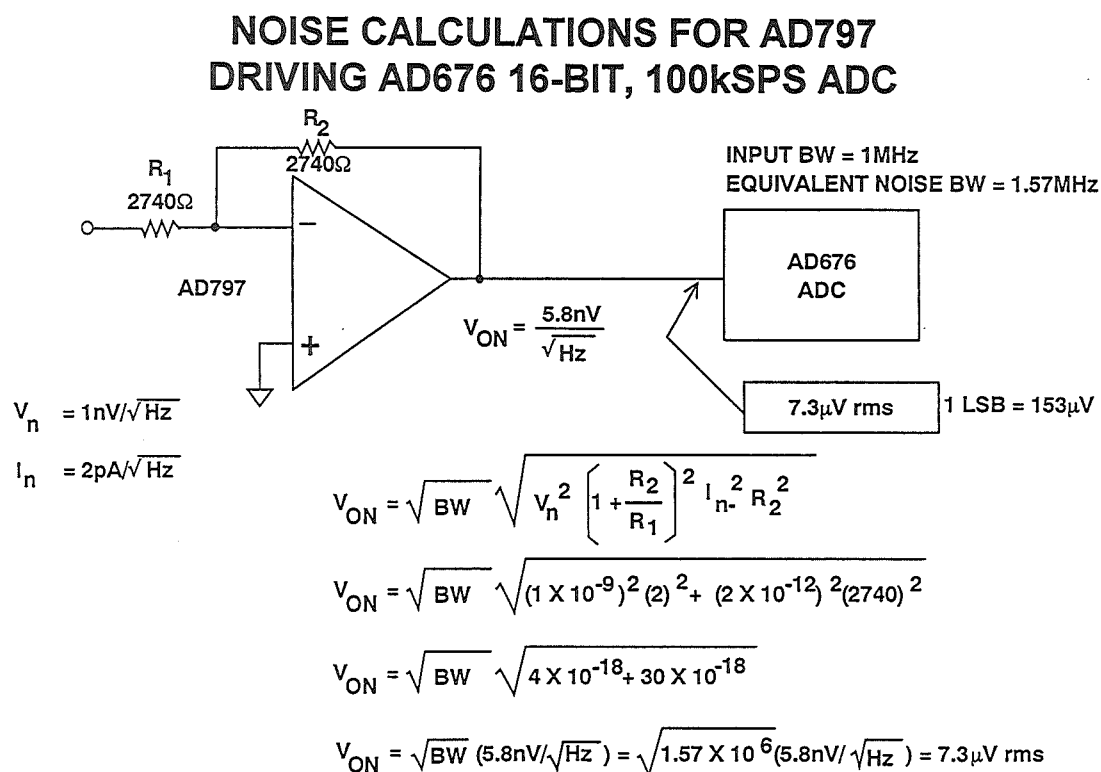 NOISE CALCULATIONS FOR AD797
DRIVING AD676 16-BIT, 100kSPS ADC
R2
2740Ω
R1
2740Ω
INPUT BW = 1MHz
EQUIVALENT NOISE BW = 1.57MHz
−
AD797
+
AD676
ADC
VON = 5.8nV / √Hz
7.3μV rms
1 LSB = 153μV
Vn = 1nV/√Hz
In = 2pA/√Hz
VON = √BW √(Vn² [1 + R2/R1]² In-² R2²)
VON = √BW √((1 X 10⁻⁹)² (2)² + (2 X 10⁻¹²)² (2740)²)
VON = √BW √(4 X 10⁻¹⁸ + 30 X 10⁻¹⁸)
VON = √BW (5.8nV/√Hz) = √(1.57 X 10⁶) (5.8nV/√Hz) = 7.3μV rms